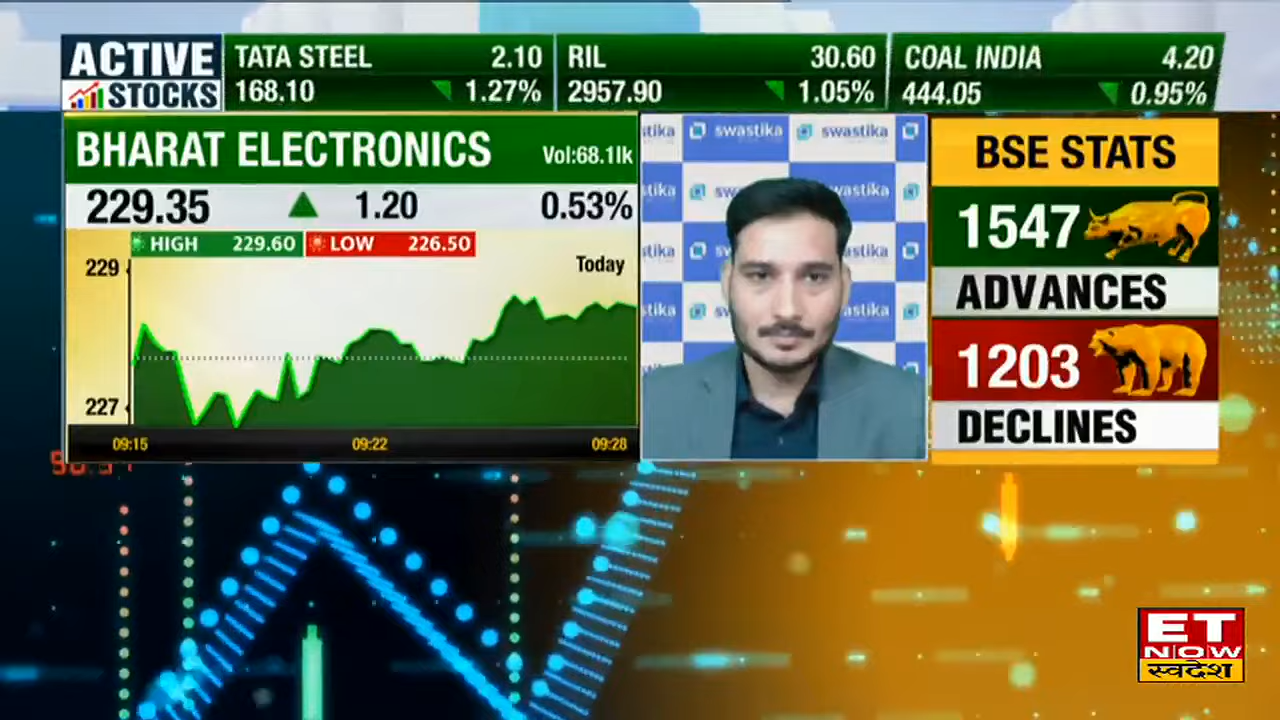 ACTIVE
STOCKS
TATA STEEL 2.10
168.10 1.27%
RIL 30.60
2957.90 1.05%
COAL INDIA 4.20
444.05 0.95%
BHARAT ELECTRONICS Vol:68.1lk
229.35 1.20 0.53%
HIGH 229.60 LOW 226.50
Today
229
227
09:15 09:22 09:28
swastika swastika
BSE STATS
1547
ADVANCES
1203
DECLINES
ET
NOW
स्वदेश